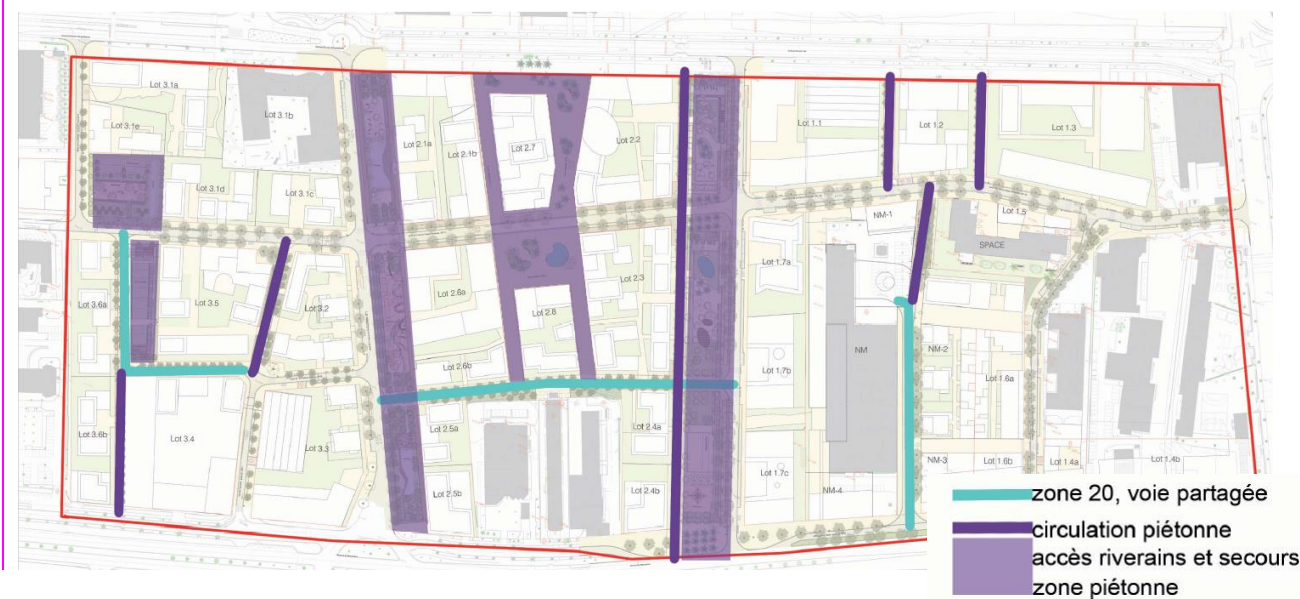 Lot 3.1a
Lot 3.1b
Lot 3.1e
Lot 3.1d
Lot 3.1c
Lot 2.1a
Lot 2.1b
Lot 2.7
Lot 2.2
Lot 1.1
Lot 1.2
Lot 1.3
NM-1
Lot 1.5
SPACE
Lot 3.6a
Lot 3.5
Lot 3.2
Lot 2.6a
Lot 2.8
Lot 2.3
Lot 1.7a
NM
NM-2
Lot 2.6b
Lot 1.7b
Lot 1.6a
Lot 3.6b
Lot 3.4
Lot 3.3
Lot 2.5a
Lot 2.4a
Lot 2.5b
Lot 2.4b
Lot 1.7c
NM-4
NM-3
Lot 1.6b
Lot 1.4a
Lot 1.4b
zone 20, voie partagée
circulation piétonne
accès riverains et secours
zone piétonne